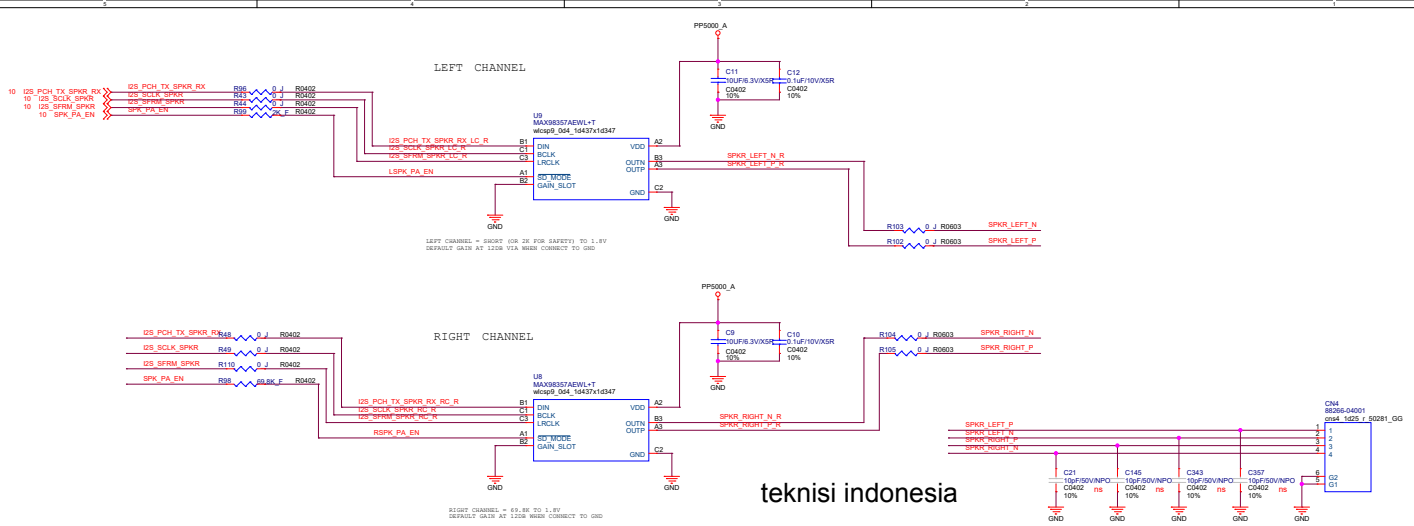 5 4 3 2 1
PP5000_A
LEFT CHANNEL
C11
10UF/6.3V/X5R
C0402
10%
C12
0.1uF/10V/X5R
C0402
10%
GND
10 I2S_PCH_TX_SPKR_RX I2S_PCH_TX_SPKR_RX R96 0_J R0402
10 I2S_SCLK_SPKR I2S_SCLK_SPKR R43 0_J R0402
10 I2S_SFRM_SPKR I2S_SFRM_SPKR R44 0_J R0402
10 SPK_PA_EN SPK_PA_EN R99 2K_F R0402
U9
MAX98357AEWL+T
wlcsp9_0d4_1d437x1d347
I2S_PCH_TX_SPKR_RX_LC_R B1 DIN VDD A2
I2S_SCLK_SPKR_LC_R C1 BCLK
I2S_SFRM_SPKR_LC_R C3 LRCLK
OUTN B3 SPKR_LEFT_N_R
OUTP A3 SPKR_LEFT_P_R
LSPK_PA_EN A1 SD_MODE
B2 GAIN_SLOT
GND C2
GND
GND
R103 0_J R0603 SPKR_LEFT_N
R102 0_J R0603 SPKR_LEFT_P
LEFT CHANNEL = SHORT (OR 2K FOR SAFETY) TO 1.8V
DEFAULT GAIN AT 12DB VIA WHEN CONNECT TO GND
PP5000_A
RIGHT CHANNEL
C9
10UF/6.3V/X5R
C0402
10%
C10
0.1uF/10V/X5R
C0402
10%
GND
I2S_PCH_TX_SPKR_RX R48 0_J R0402
I2S_SCLK_SPKR R49 0_J R0402
I2S_SFRM_SPKR R110 0_J R0402
SPK_PA_EN R98 69.8K_F R0402
R104 0_J R0603 SPKR_RIGHT_N
R105 0_J R0603 SPKR_RIGHT_P
U8
MAX98357AEWL+T
wlcsp9_0d4_1d437x1d347
I2S_PCH_TX_SPKR_RX_RC_R B1 DIN VDD A2
I2S_SCLK_SPKR_RC_R C1 BCLK
I2S_SFRM_SPKR_RC_R C3 LRCLK
OUTN B3 SPKR_RIGHT_N_R
OUTP A3 SPKR_RIGHT_P_R
RSPK_PA_EN A1 SD_MODE
B2 GAIN_SLOT
GND C2
GND
GND
CN4
88266-04001
cns4_1d25_r_50281_GG
SPKR_LEFT_P 1 1
SPKR_LEFT_N 2 2
SPKR_RIGHT_P 3 3
SPKR_RIGHT_N 4 4
6 G2
5 G1
C21
10pF/50V/NPO
C0402 ns
10%
C145
10pF/50V/NPO
C0402 ns
10%
C343
10pF/50V/NPO
C0402 ns
10%
C357
10pF/50V/NPO
C0402 ns
10%
GND GND GND GND GND
teknisi indonesia
RIGHT CHANNEL = 69.8K TO 1.8V
DEFAULT GAIN AT 12DB WHEN CONNECT TO GND